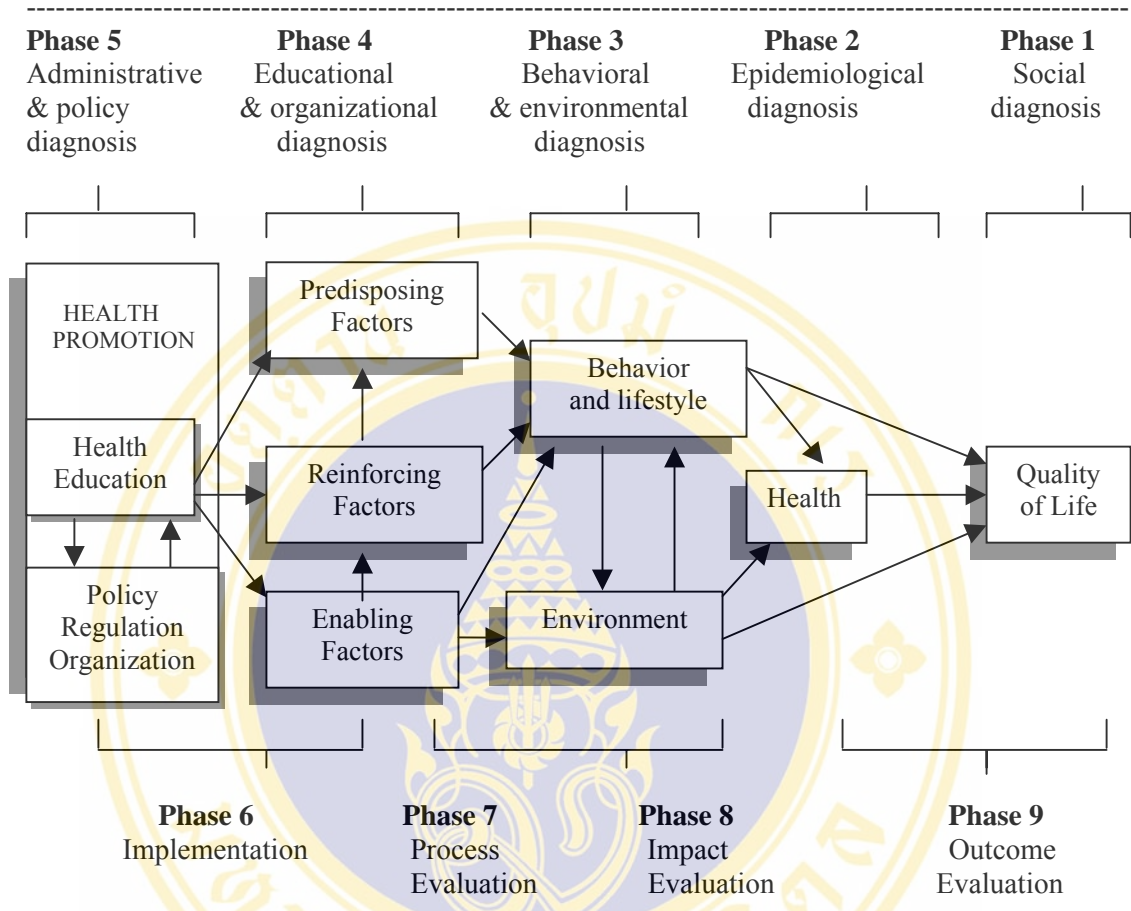 Phase 5
Administrative
& policy
diagnosis
Phase 4
Educational
& organizational
diagnosis
Phase 3
Behavioral
& environmental
diagnosis
Phase 2
Epidemiological
diagnosis
Phase 1
Social
diagnosis
HEALTH
PROMOTION
Health
Education
Policy
Regulation
Organization
Predisposing
Factors
Reinforcing
Factors
Enabling
Factors
Behavior
and lifestyle
Environment
Health
Quality
of Life
Phase 6
Implementation
Phase 7
Process
Evaluation
Phase 8
Impact
Evaluation
Phase 9
Outcome
Evaluation